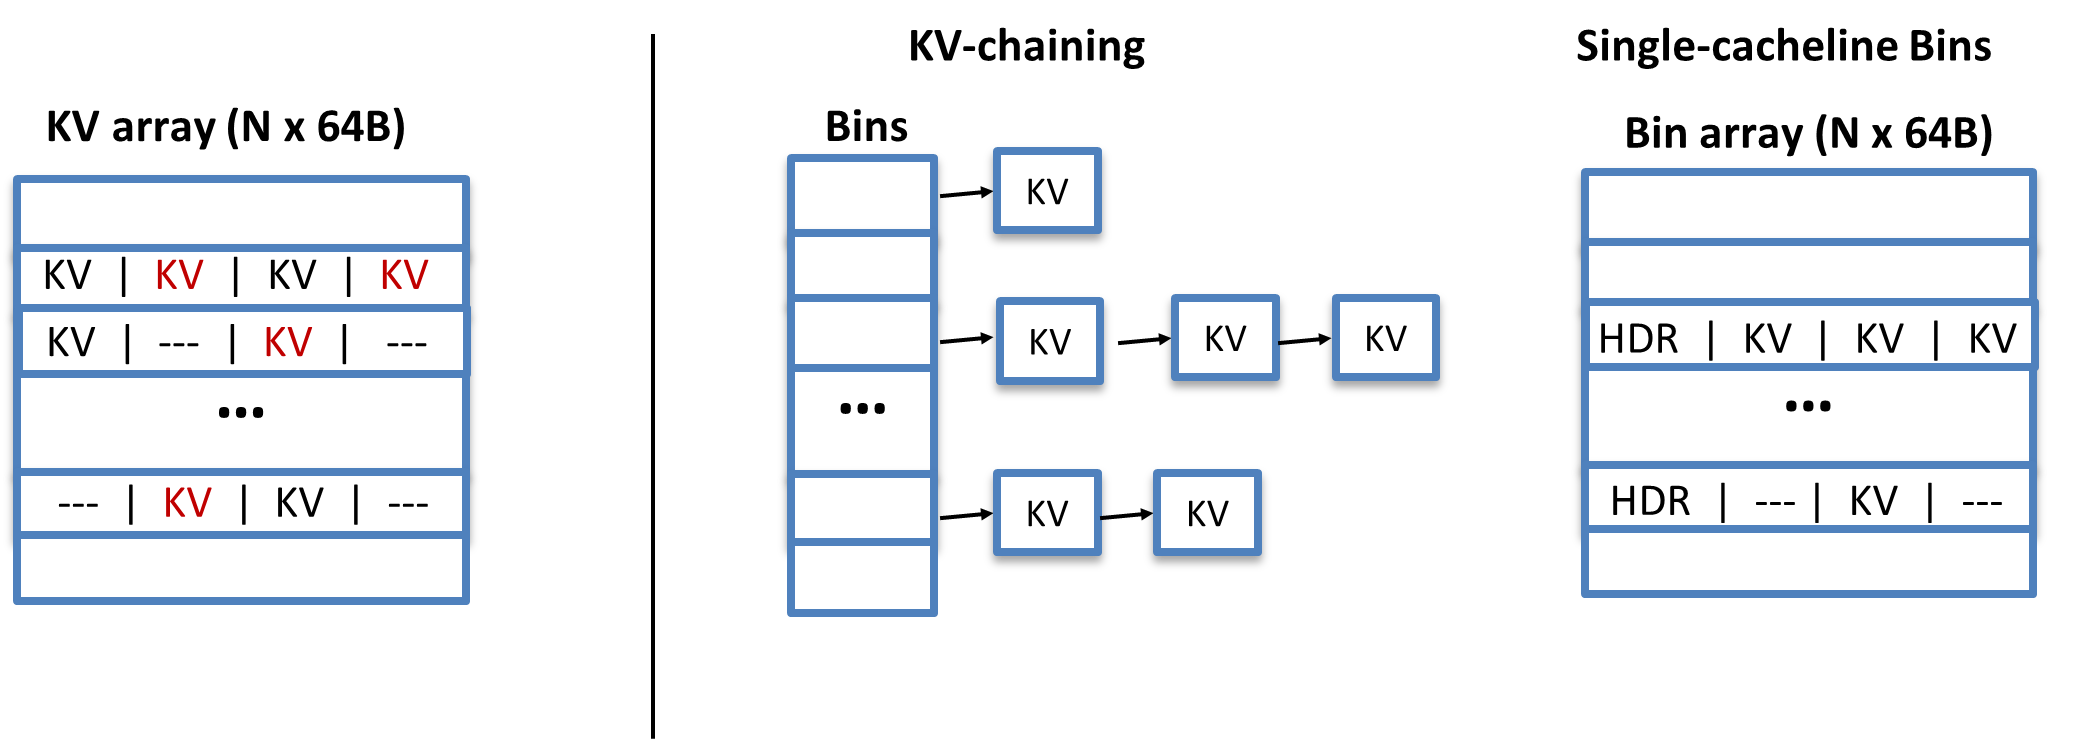 KV array (N x 64B)
KV | KV | KV | KV
KV | --- | KV | ---
...
--- | KV | KV | ---
KV-chaining
Bins
KV
KV KV KV
...
KV KV
Single-cacheline Bins
Bin array (N x 64B)
HDR | KV | KV | KV
...
HDR | --- | KV | ---